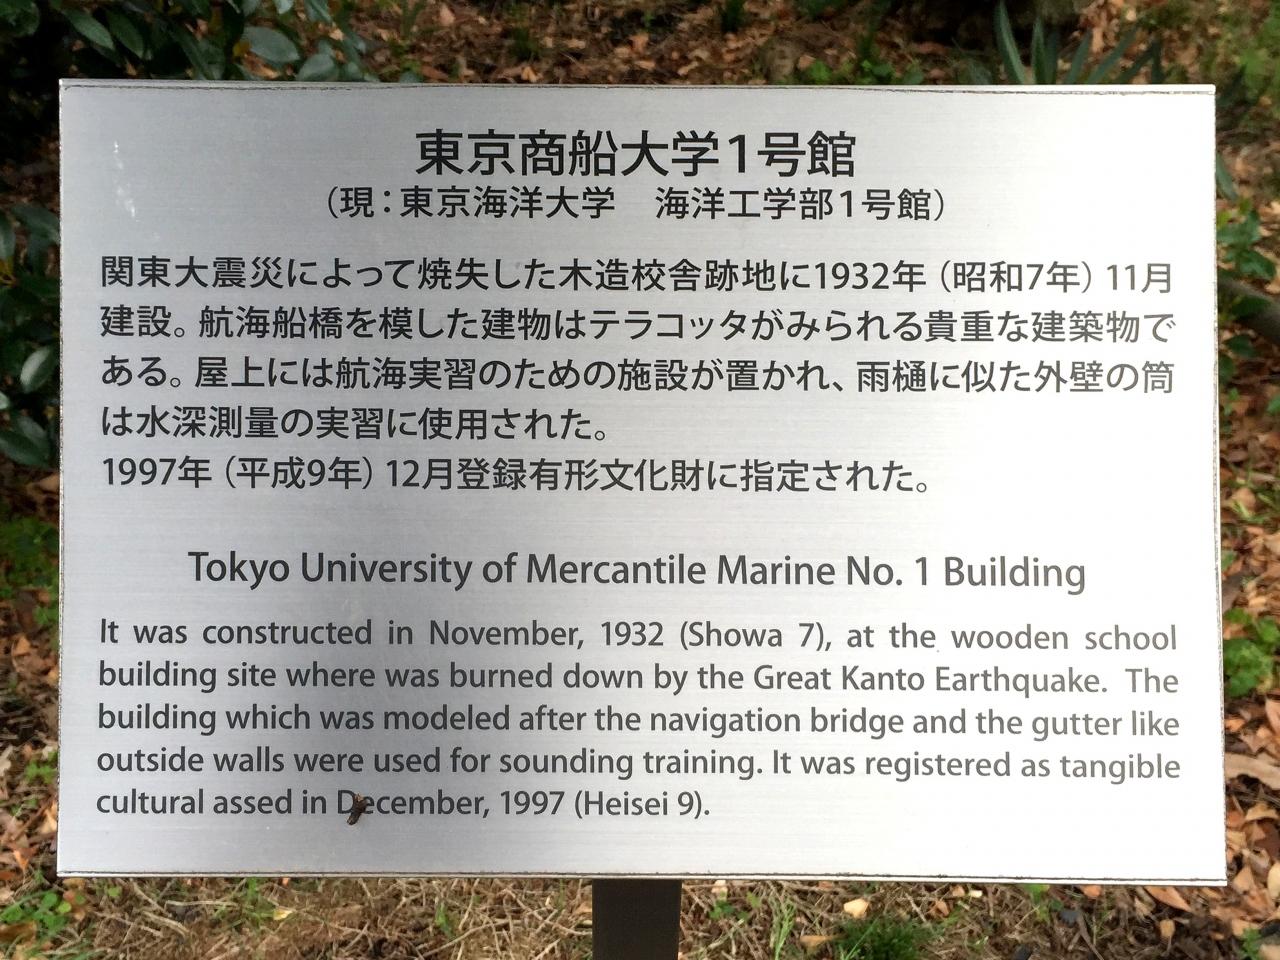 東京商船大学1号館
（現：東京海洋大学　海洋工学部1号館）
関東大震災によって焼失した木造校舎跡地に1932年（昭和7年）11月
建設。航海船橋を模した建物はテラコッタがみられる貴重な建築物で
ある。屋上には航海実習のための施設が置かれ、雨樋に似た外壁の筒
は水深測量の実習に使用された。
1997年（平成9年）12月登録有形文化財に指定された。
Tokyo University of Mercantile Marine No. 1 Building
It was constructed in November, 1932 (Showa 7), at the wooden school
building site where was burned down by the Great Kanto Earthquake. The
building which was modeled after the navigation bridge and the gutter like
outside walls were used for sounding training. It was registered as tangible
cultural assed in December, 1997 (Heisei 9).